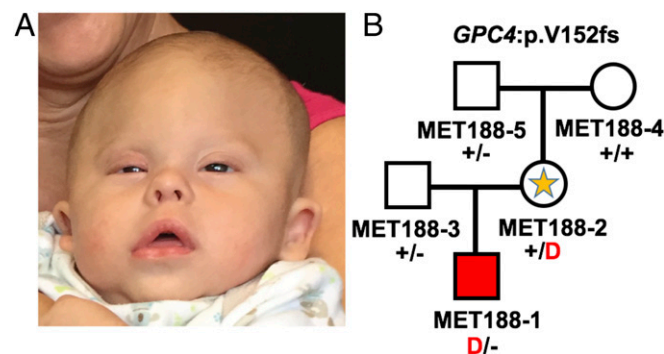 A
B
GPC4:p.V152fs
MET188-5
+/-
MET188-4
+/+
MET188-3
+/-
MET188-2
+/D
MET188-1
D/-